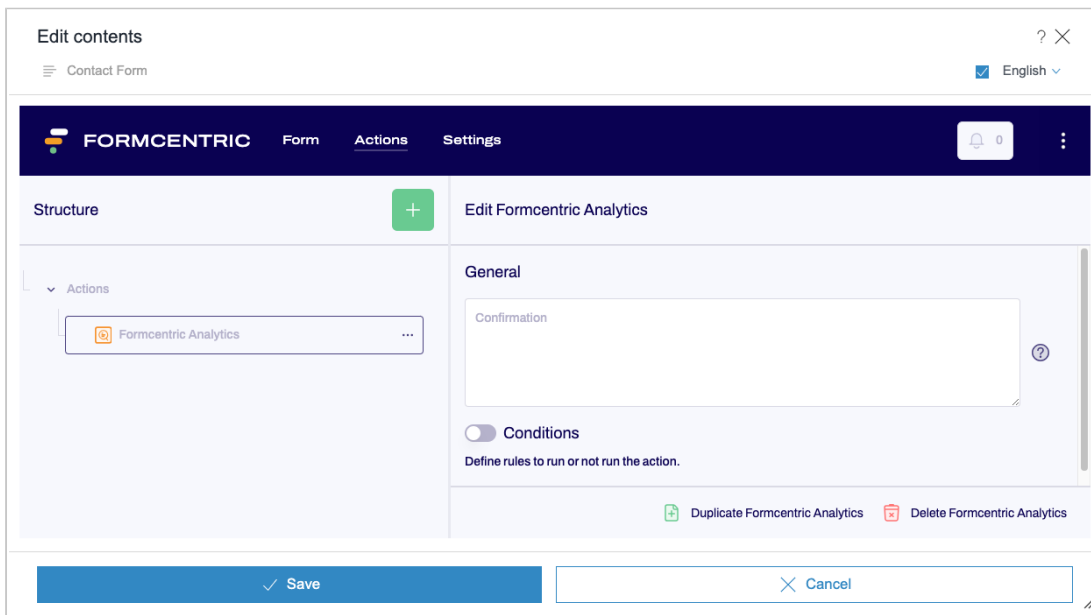 Edit contents
?
Contact Form
English
FORMCENTRIC Form Actions Settings 0
Structure
+
Edit Formcentric Analytics
Actions
Formcentric Analytics ...
General
Confirmation
?
Conditions
Define rules to run or not run the action.
Duplicate Formcentric Analytics Delete Formcentric Analytics
Save Cancel